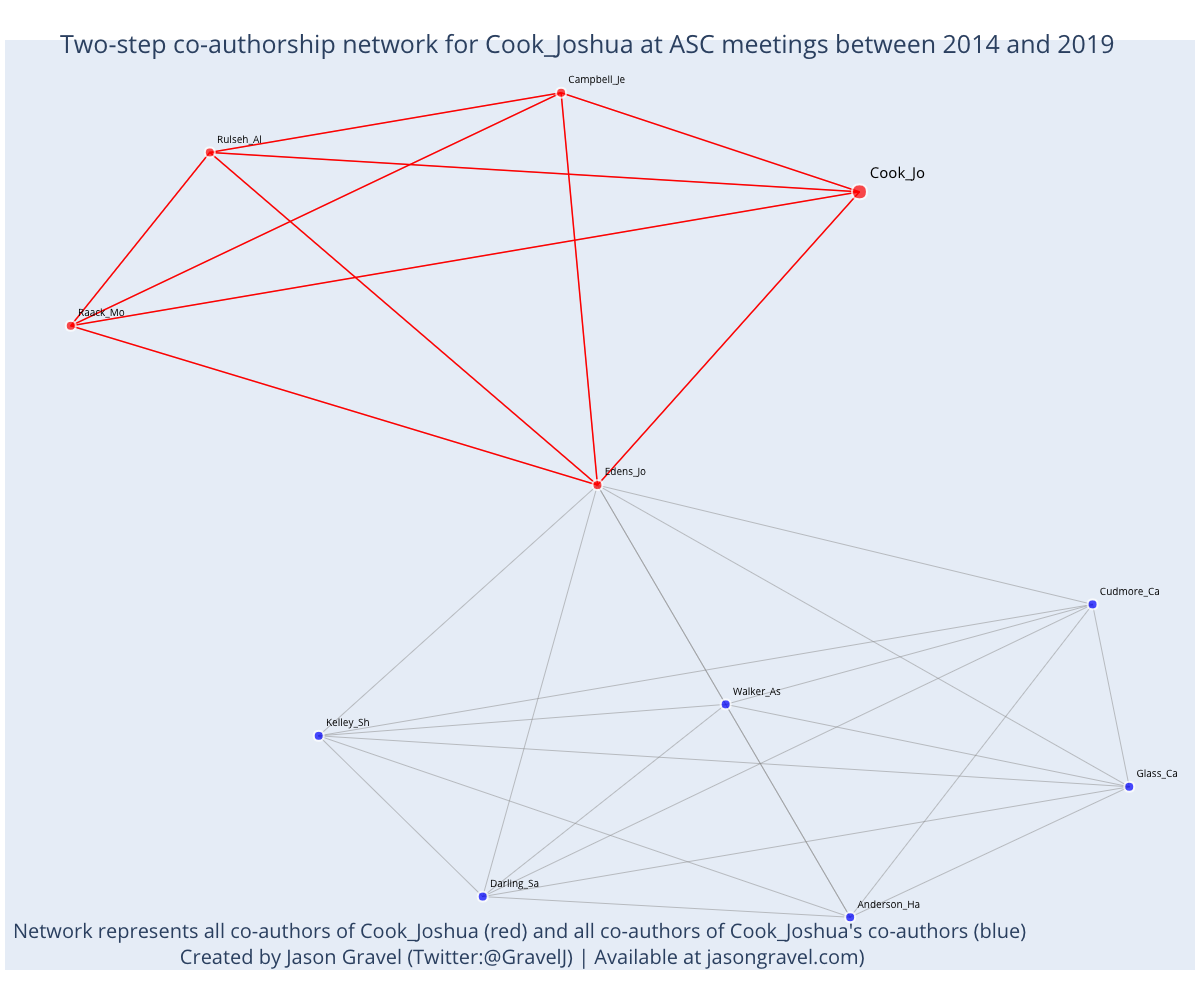 Two-step co-authorship network for Cook_Joshua at ASC meetings between 2014 and 2019
Campbell_Je
Rulseh_Al
Cook_Jo
Raack_Mo
Edens_Jo
Cudmore_Ca
Walker_As
Kelley_Sh
Glass_Ca
Darling_Sa
Anderson_Ha
Network represents all co-authors of Cook_Joshua (red) and all co-authors of Cook_Joshua's co-authors (blue)
Created by Jason Gravel (Twitter:@GravelJ) | Available at jasongravel.com)